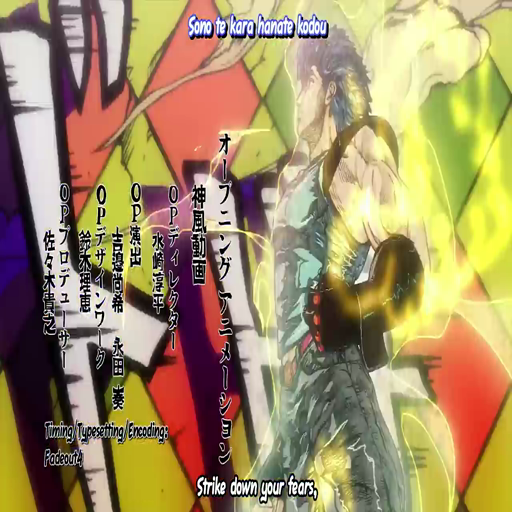 Sono te kara hanate kodou
オープニングアニメーション
神風動画
OPディレクター
水﨑淳平
OP演出
吉邉尚希 永田奏
OPデザインワーク
鈴木理恵
OPプロデューサー
佐々木貴之
Timing/Typesetting/Encoding:
Fadeout4
Strike down your fears,